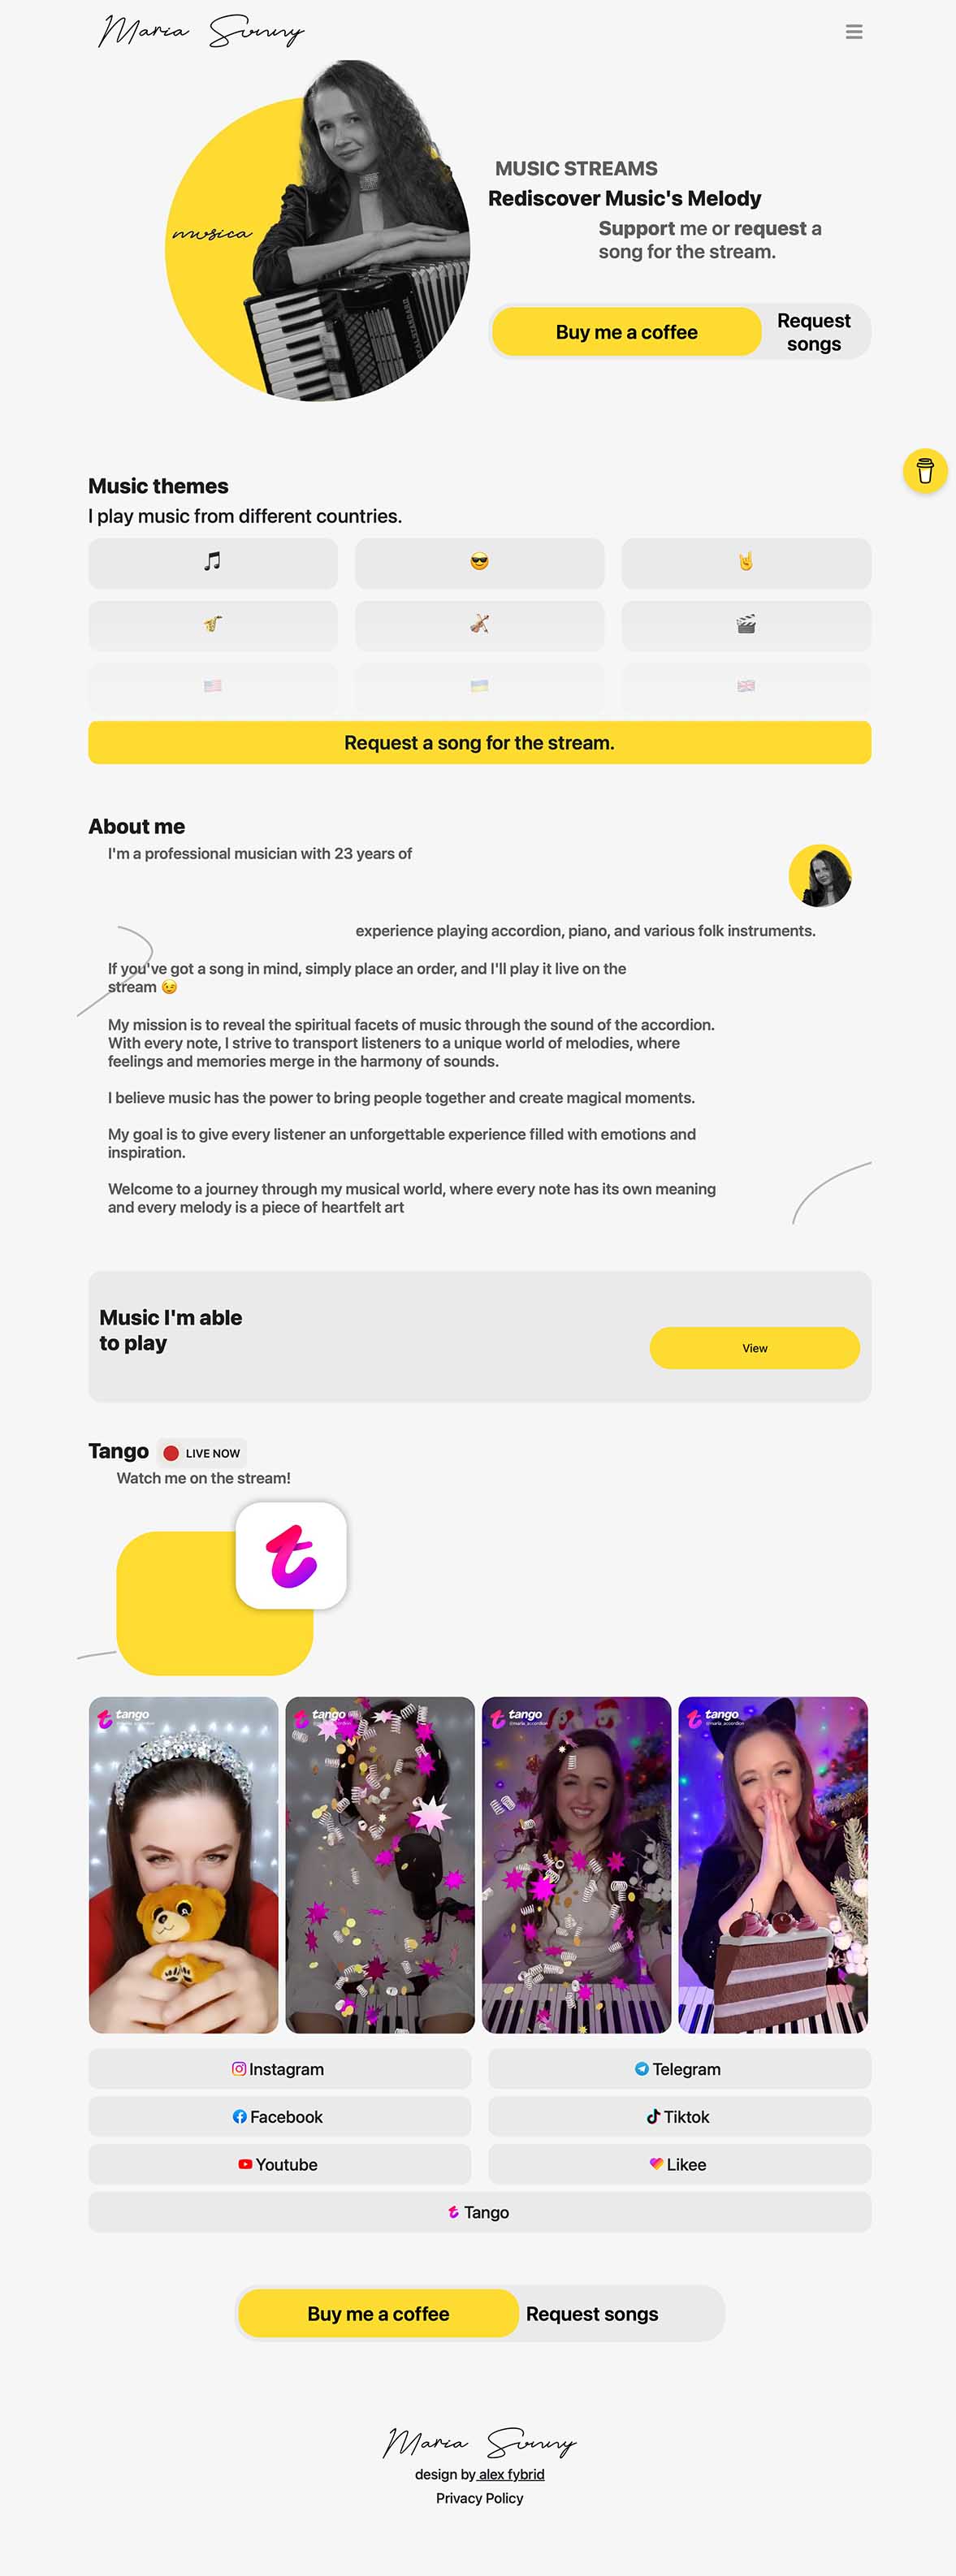 Maria Sunny
musica
MUSIC STREAMS
Rediscover Music's Melody
Support me or request a
song for the stream.
Buy me a coffee
Request
songs
Music themes
I play music from different countries.
Request a song for the stream.
About me
I'm a professional musician with 23 years of
experience playing accordion, piano, and various folk instruments.
If you've got a song in mind, simply place an order, and I'll play it live on the
stream 😉
My mission is to reveal the spiritual facets of music through the sound of the accordion.
With every note, I strive to transport listeners to a unique world of melodies, where
feelings and memories merge in the harmony of sounds.
I believe music has the power to bring people together and create magical moments.
My goal is to give every listener an unforgettable experience filled with emotions and
inspiration.
Welcome to a journey through my musical world, where every note has its own meaning
and every melody is a piece of heartfelt art
Music I'm able
to play
View
Tango
LIVE NOW
Watch me on the stream!
tango
tango
tango
@maria_accordion
tango
@maria_accordion
Instagram
Telegram
Facebook
Tiktok
Youtube
Likee
Tango
Buy me a coffee
Request songs
Maria Sunny
design by alex fybrid
Privacy Policy